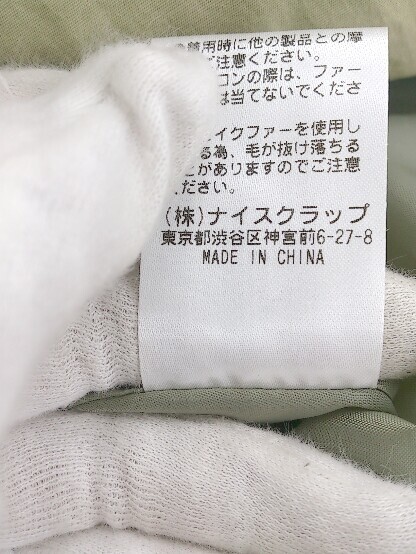 着用時に他の製品との摩
ご注意ください。
コンの際は、ファー
は当てないでくださ
イクファーを使用し
る為、毛が抜け落ちる
とがありますのでご注意
ださい。
(株)ナイスクラップ
東京都渋谷区神宮前6-27-8
MADE IN CHINA